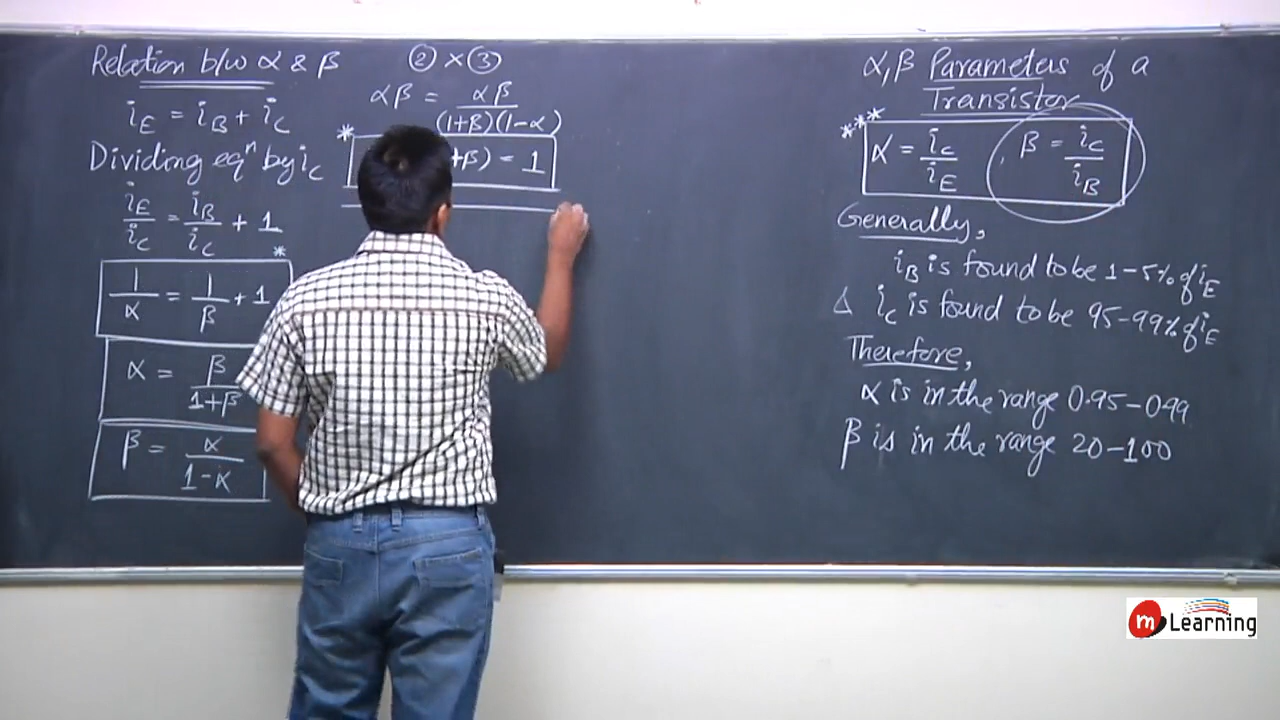 Relation b/w α & β
i_E = i_B + i_C
Dividing eqⁿ by i_C
i_E/i_C = i_B/i_C + 1
*
1/α = 1/β + 1
α = β/1+β
β = α/1-α
② × ③
αβ = αβ/(1+β)(1-α)
*
+β) = 1
α, β Parameters of a
Transistor
***
α = i_C/i_E , β = i_C/i_B
Generally,
i_B is found to be 1-5% of i_E
i_C is found to be 95-99% of i_E
Therefore,
α is in the range 0.95-0.99
β is in the range 20-100
m Learning